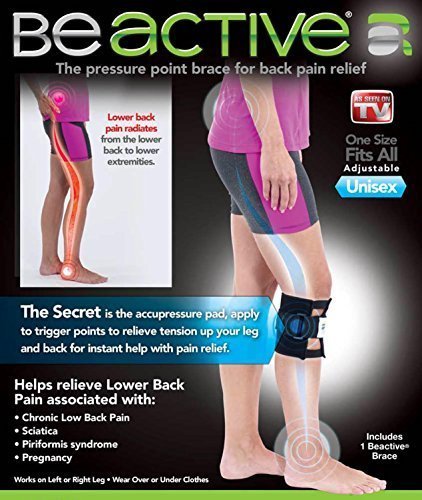 BEACTIVE®
The pressure point brace for back pain relief
Lower back
pain radiates
from the lower
back to lower
extremities.
AS SEEN ON
TV
One Size
Fits All
Adjustable
Unisex
The Secret is the accupressure pad, apply
to trigger points to relieve tension up your leg
and back for instant help with pain relief.
Helps relieve Lower Back
Pain associated with:
• Chronic Low Back Pain
• Sciatica
• Piriformis syndrome
• Pregnancy
Works on Left or Right Leg • Wear Over or Under Clothes
Includes
1 Beactive®
Brace